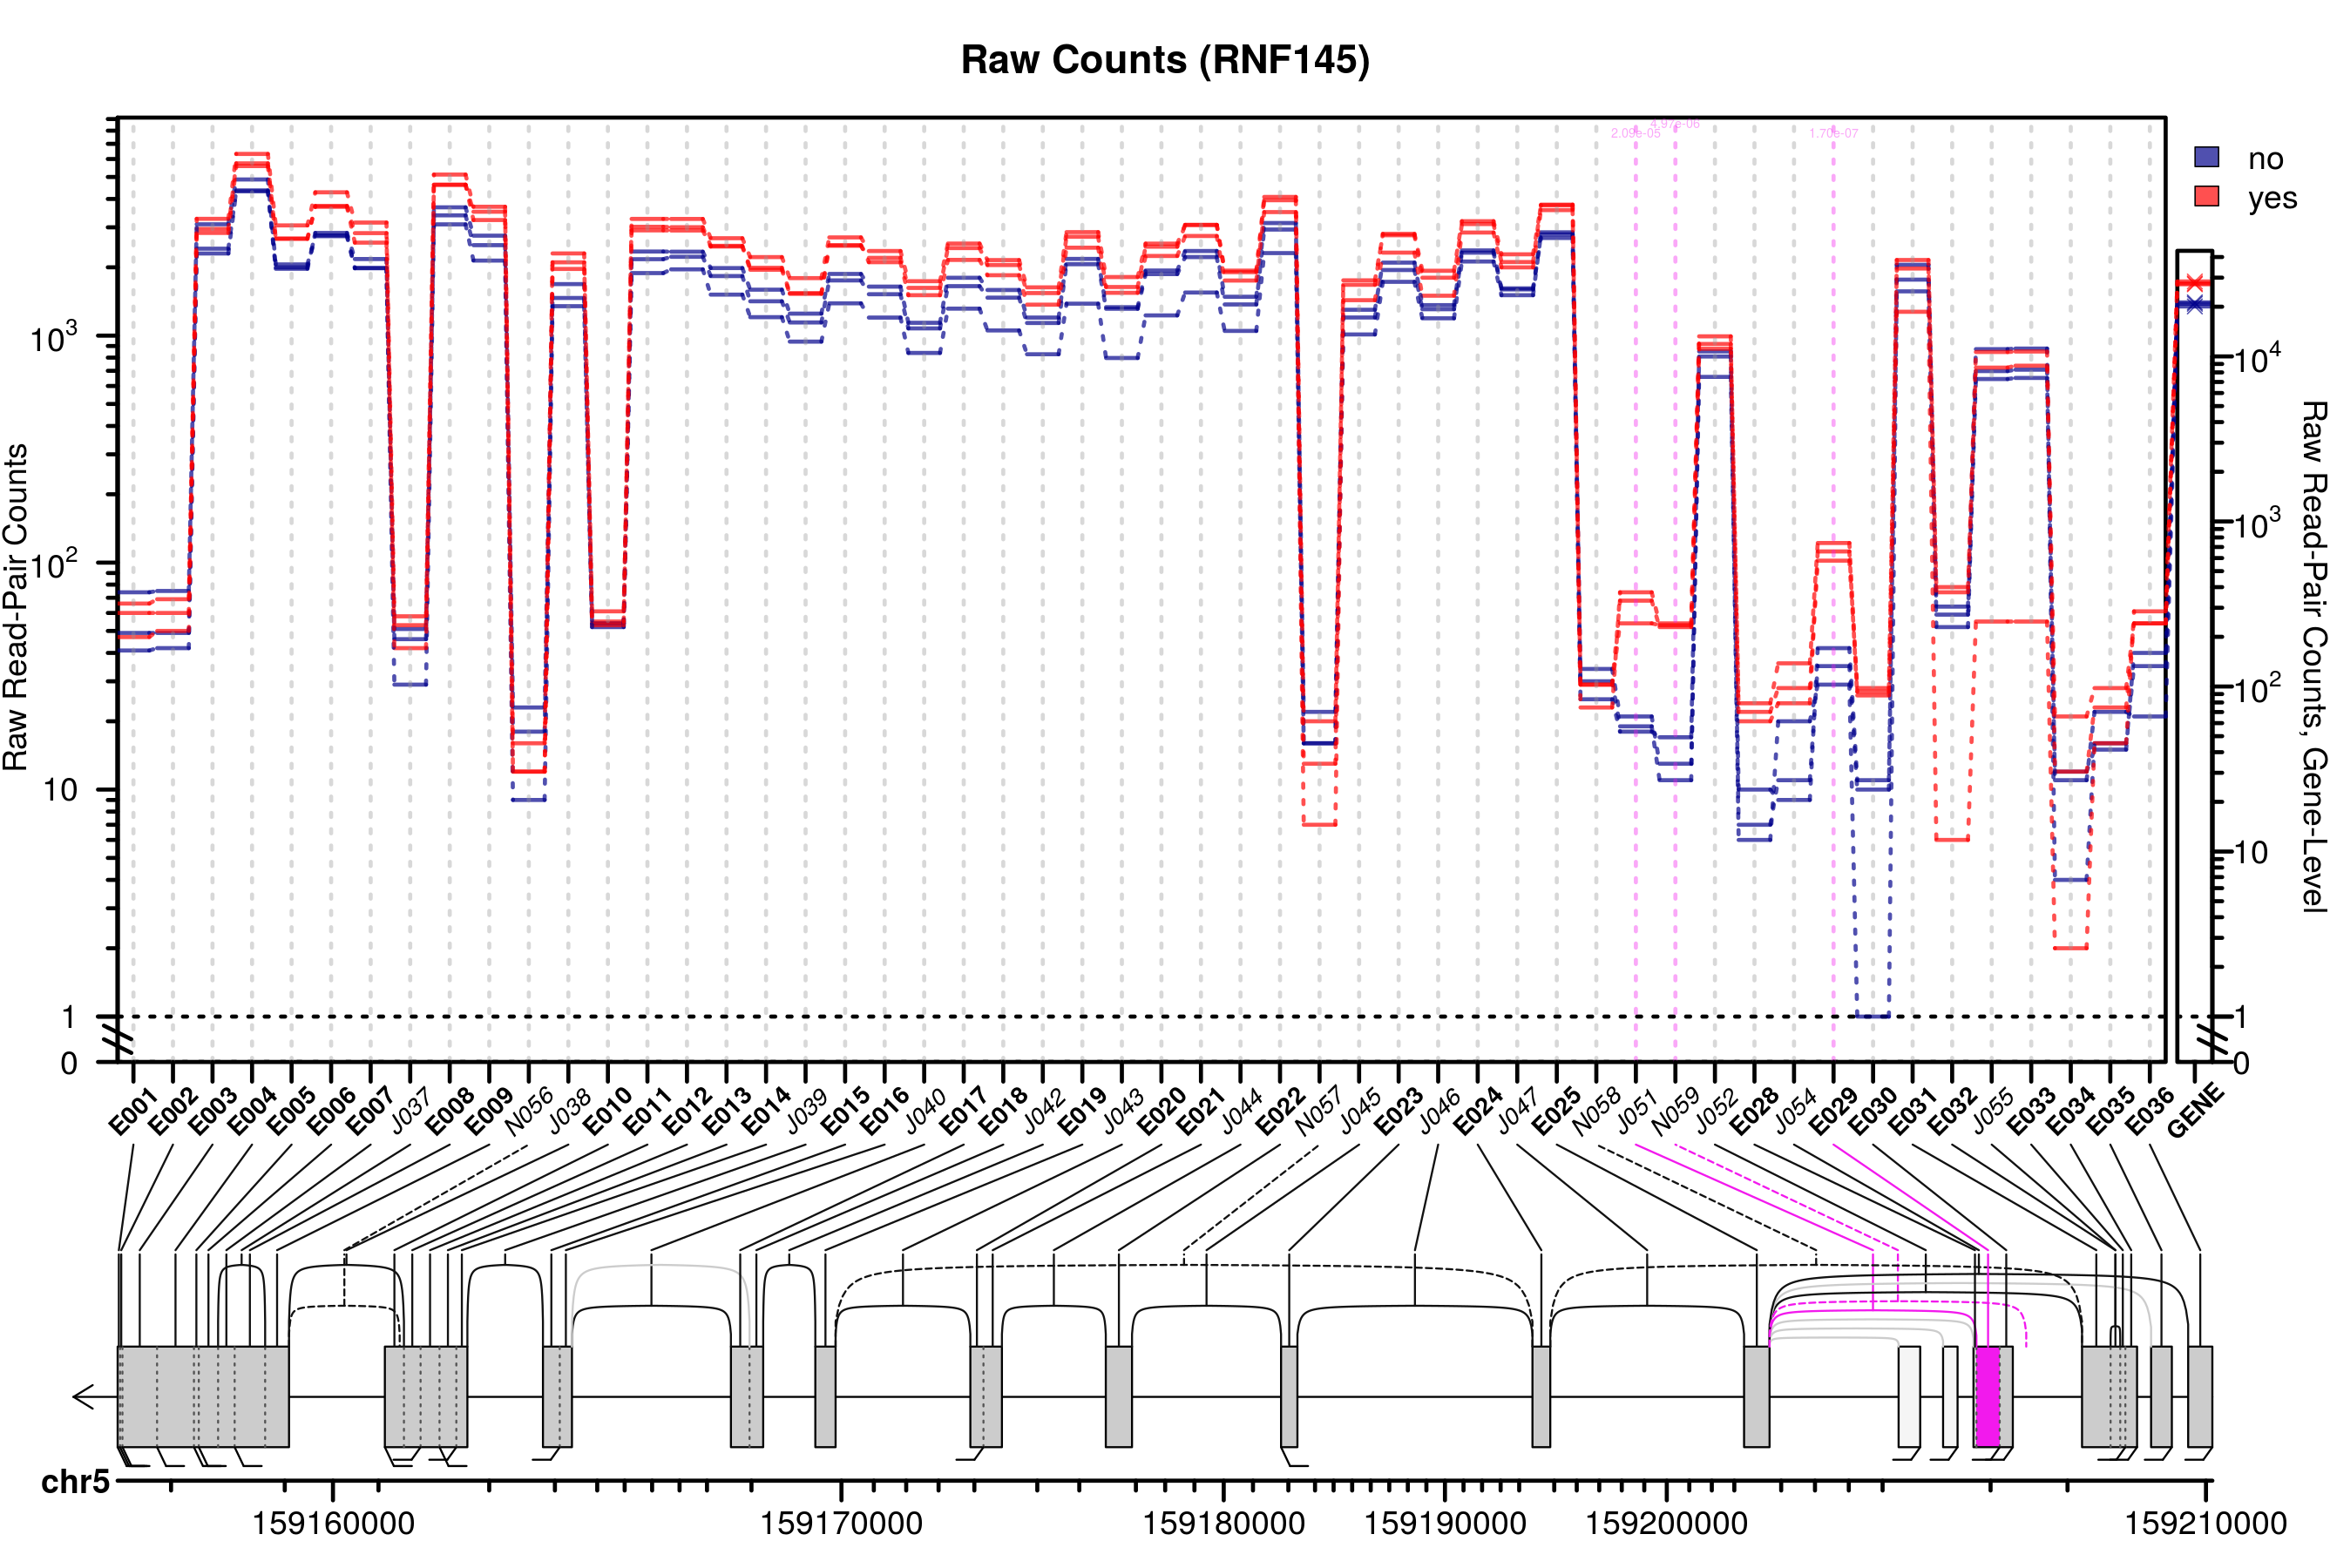 Raw Counts (RNF145)
4.97e-06
2.09e-05
1.70e-07
no
yes
Raw Read-Pair Counts
10³
10²
10
1
0
Raw Read-Pair Counts, Gene-Level
10⁴
10³
10²
10
1
0
E001 E002 E003 E004 E005 E006 E007 J037 E008 E009 N056 J038 E010 E011 E012 E013 E014 J039 E015 E016 J040 E017 E018 J042 E019 J043 E020 E021 J044 E022 N057 J045 E023 J046 E024 J047 E025 N058 J051 N059 J052 E028 J054 E029 E030 E031 E032 J055 E033 E034 E035 E036 GENE
chr5
159160000 159170000 159180000 159190000 159200000 159210000